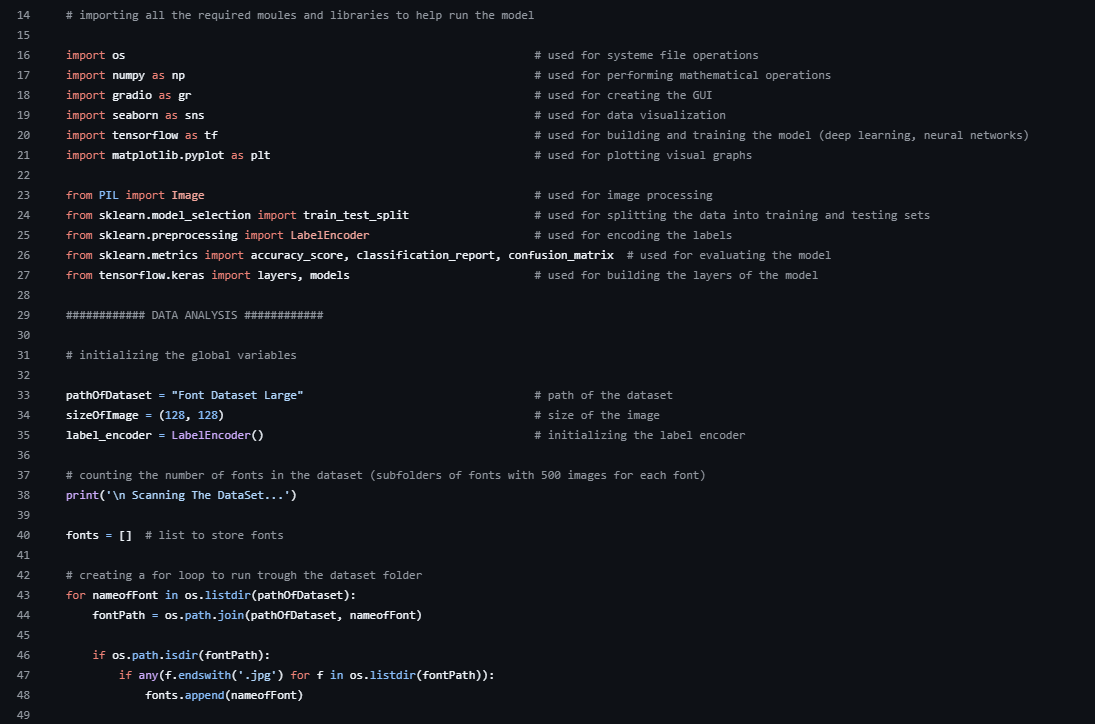 14 # importing all the required moules and libraries to help run the model
15
16 import os # used for systeme file operations
17 import numpy as np # used for performing mathematical operations
18 import gradio as gr # used for creating the GUI
19 import seaborn as sns # used for data visualization
20 import tensorflow as tf # used for building and training the model (deep learning, neural networks)
21 import matplotlib.pyplot as plt # used for plotting visual graphs
22
23 from PIL import Image # used for image processing
24 from sklearn.model_selection import train_test_split # used for splitting the data into training and testing sets
25 from sklearn.preprocessing import LabelEncoder # used for encoding the labels
26 from sklearn.metrics import accuracy_score, classification_report, confusion_matrix # used for evaluating the model
27 from tensorflow.keras import layers, models # used for building the layers of the model
28
29 ############ DATA ANALYSIS ############
30
31 # initializing the global variables
32
33 pathOfDataset = "Font Dataset Large" # path of the dataset
34 sizeOfImage = (128, 128) # size of the image
35 label_encoder = LabelEncoder() # initializing the label encoder
36
37 # counting the number of fonts in the dataset (subfolders of fonts with 500 images for each font)
38 print('\n Scanning The DataSet...')
39
40 fonts = [] # list to store fonts
41
42 # creating a for loop to run trough the dataset folder
43 for nameofFont in os.listdir(pathOfDataset):
44 fontPath = os.path.join(pathOfDataset, nameofFont)
45
46 if os.path.isdir(fontPath):
47 if any(f.endswith('.jpg') for f in os.listdir(fontPath)):
48 fonts.append(nameofFont)
49